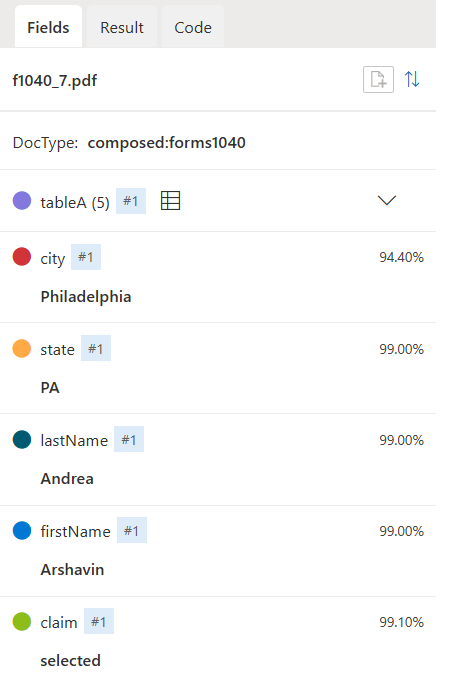 Fields Result Code
f1040_7.pdf
DocType: composed:forms1040
tableA (5) #1
city #1 94.40%
Philadelphia
state #1 99.00%
PA
lastName #1 99.00%
Andrea
firstName #1 99.00%
Arshavin
claim #1 99.10%
selected